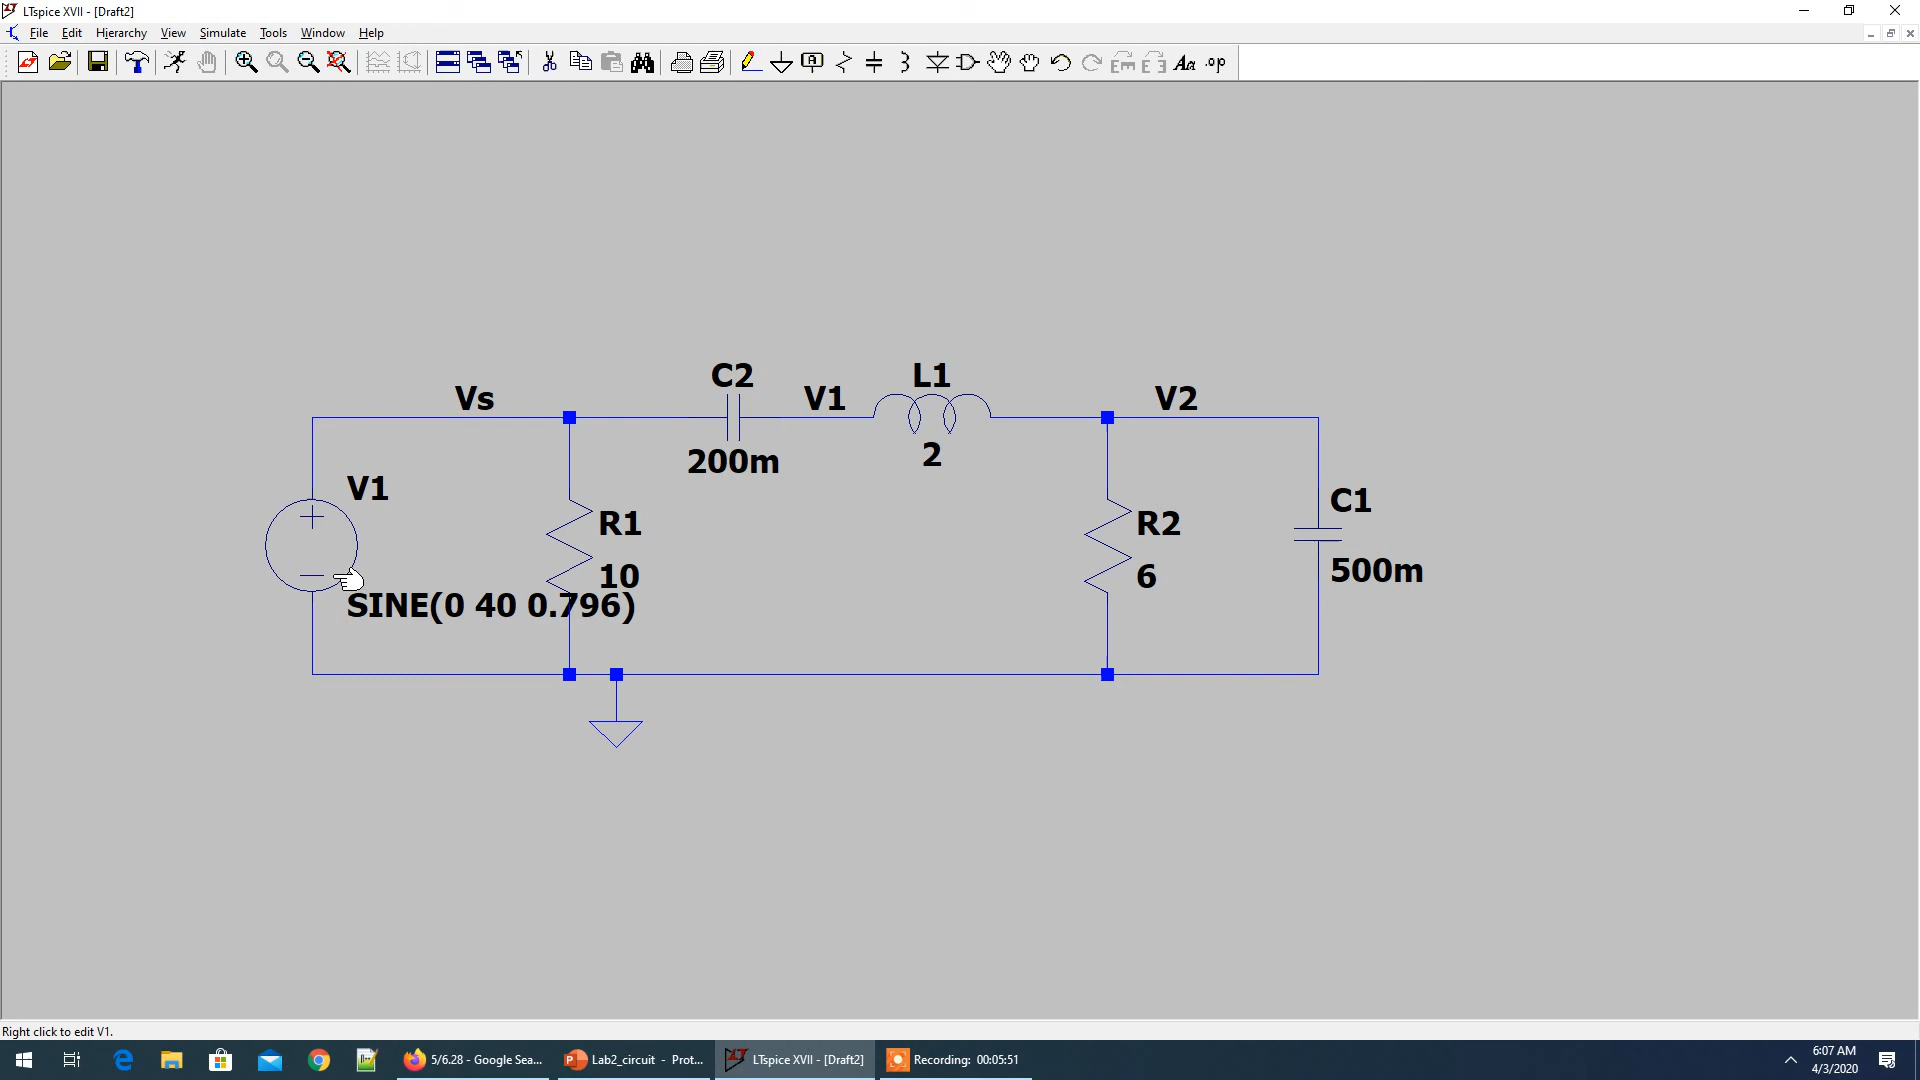 LTspice XVII - [Draft2]
File Edit Hierarchy View Simulate Tools Window Help
Aa .op
Vs C2 V1 L1 V2
200m 2
V1 R1 R2 C1
10 6 500m
SINE(0 40 0.796)
Right click to edit V1.
5/6.28 - Google Sea... Lab2_circuit - Prot... LTspice XVII - [Draft2] Recording: 00:05:51
6:07 AM
4/3/2020